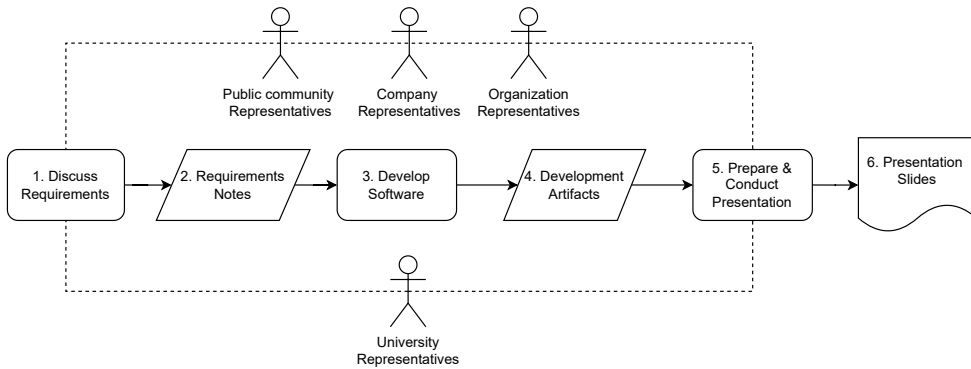 Public community
Representatives
Company
Representatives
Organization
Representatives
1. Discuss
Requirements
2. Requirements
Notes
3. Develop
Software
4. Development
Artifacts
5. Prepare &
Conduct
Presentation
6. Presentation
Slides
University
Representatives